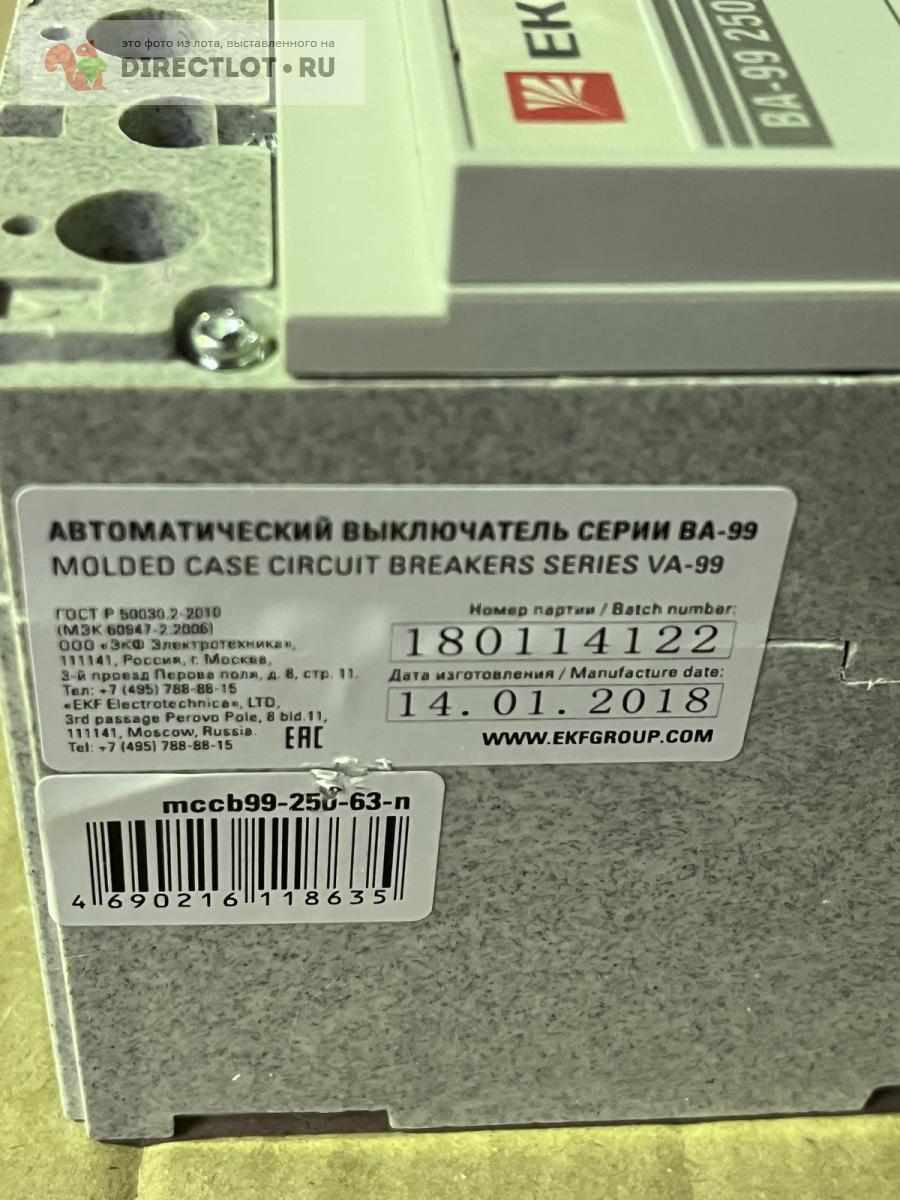 это фото из лота, выставленного на
DIRECTLOT.RU
EK
ВА-99 250
АВТОМАТИЧЕСКИЙ ВЫКЛЮЧАТЕЛЬ СЕРИИ ВА-99
MOLDED CASE CIRCUIT BREAKERS SERIES VA-99
ГОСТ Р 50030.2-2010
(МЭК 60947-2:2006)
ООО «ЭКФ Электротехника»,
111141, Россия, г. Москва,
3-й проезд Перова поля, д. 8, стр. 11.
Тел: +7 (495) 788-88-15
«EKF Electrotechnica», LTD,
3rd passage Perovo Pole, 8 bld.11,
111141, Moscow, Russia.
Tel: +7 (495) 788-88-15
EAC
Номер партии / Batch number:
180114122
Дата изготовления / Manufacture date:
14.01.2018
WWW.EKFGROUP.COM
mccb99-250-63-n
4 690216 118635